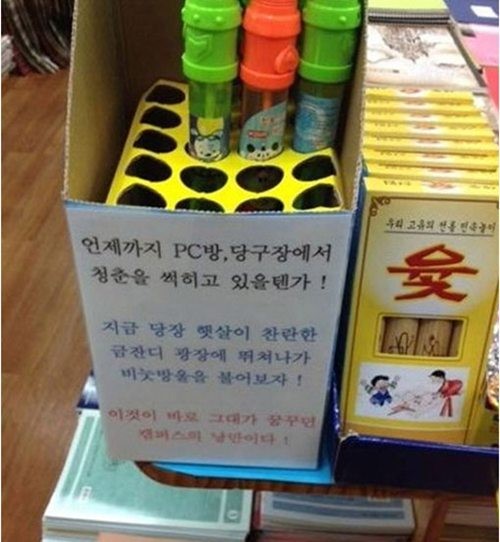 언제까지 PC방,당구장에서
청춘을 썩히고 있을텐가 !
지금 당장 햇살이 찬란한
금잔디 광장에 뛰쳐나가
비눗방울을 불어보자 !
이것이 바로 그대가 꿈꾸던
캠퍼스의 낭만이다 !
우리 고유의 전통 민속놀이
윷